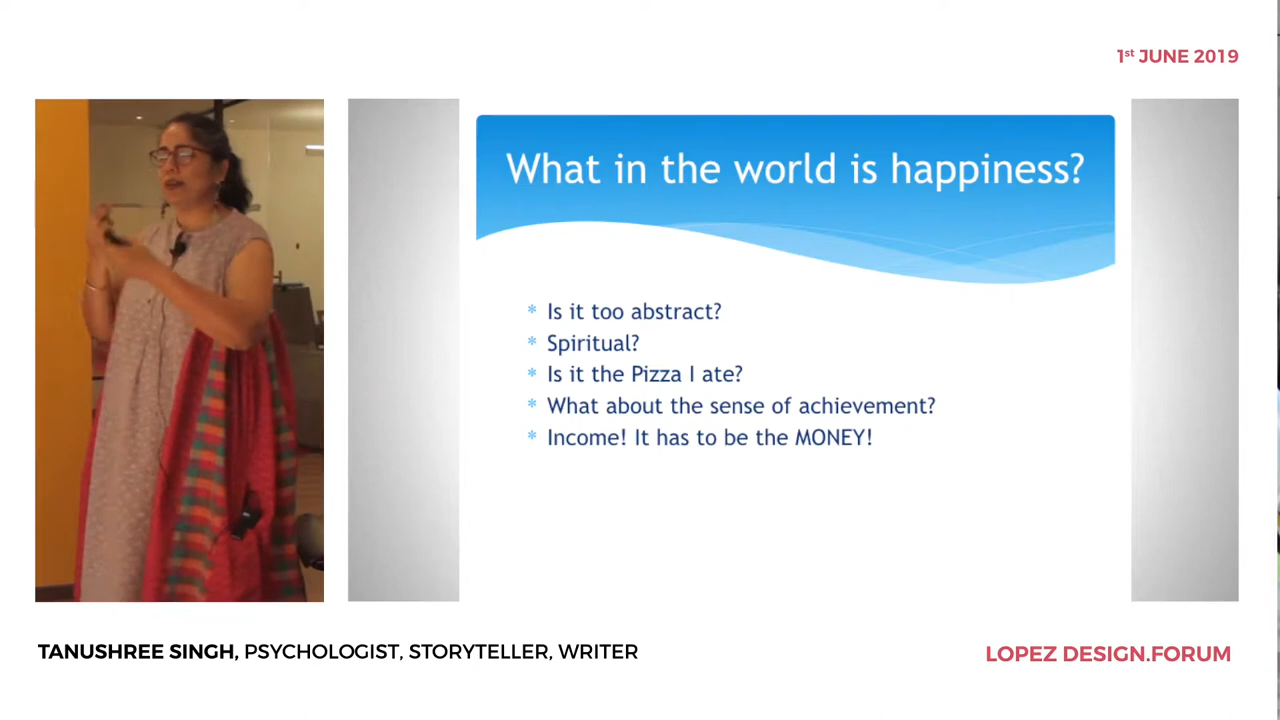 1st JUNE 2019
What in the world is happiness?
* Is it too abstract?
* Spiritual?
* Is it the Pizza I ate?
* What about the sense of achievement?
* Income! It has to be the MONEY!
TANUSHREE SINGH, PSYCHOLOGIST, STORYTELLER, WRITER
LOPEZ DESIGN.FORUM